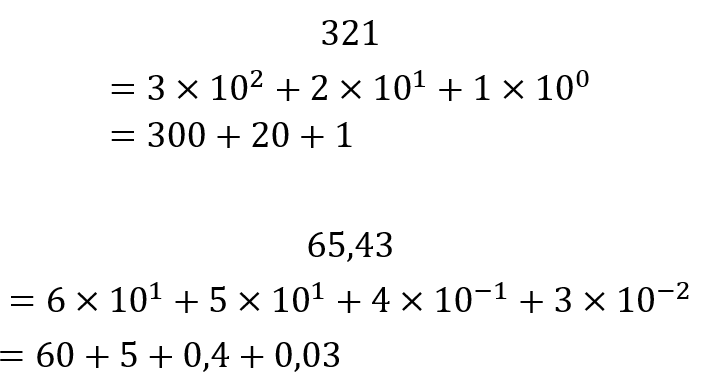 321
= 3 × 10² + 2 × 10¹ + 1 × 10⁰
= 300 + 20 + 1
65,43
= 6 × 10¹ + 5 × 10¹ + 4 × 10⁻¹ + 3 × 10⁻²
= 60 + 5 + 0,4 + 0,03